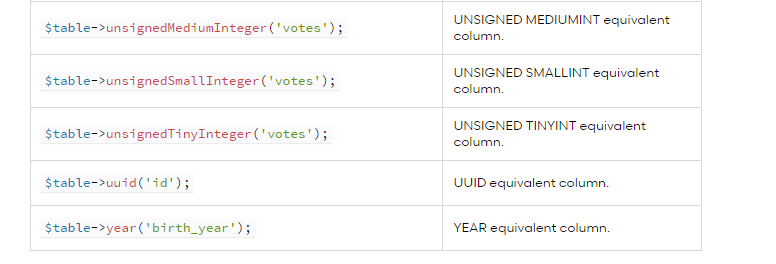 $table->unsignedMediumInteger('votes');
UNSIGNED MEDIUMINT equivalent
column.
$table->unsignedSmallInteger('votes');
UNSIGNED SMALLINT equivalent
column.
$table->unsignedTinyInteger('votes');
UNSIGNED TINYINT equivalent
column.
$table->uuid('id');
UUID equivalent column.
$table->year('birth_year');
YEAR equivalent column.